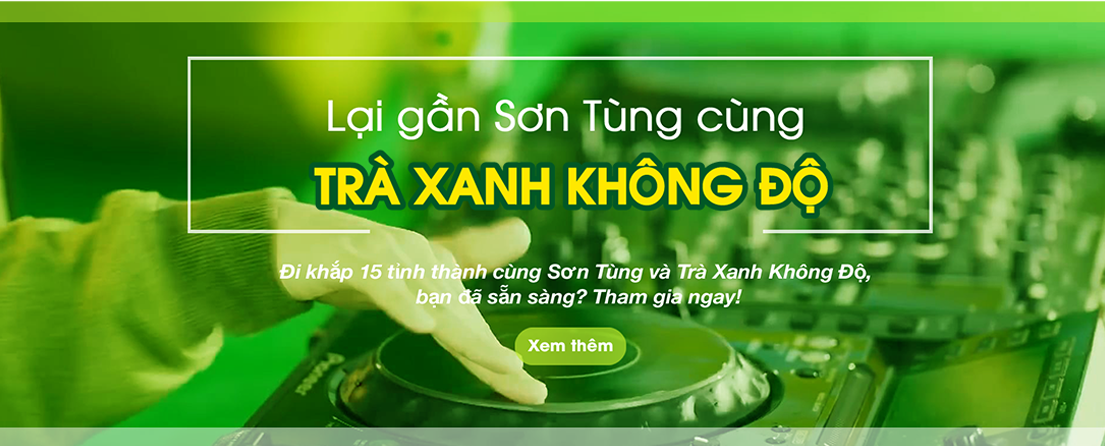 Lại gần Sơn Tùng cùng
TRÀ XANH KHÔNG ĐỘ
Đi khắp 15 tỉnh thành cùng Sơn Tùng và Trà Xanh Không Độ,
bạn đã sẵn sàng? Tham gia ngay!
Xem thêm
Pioneer